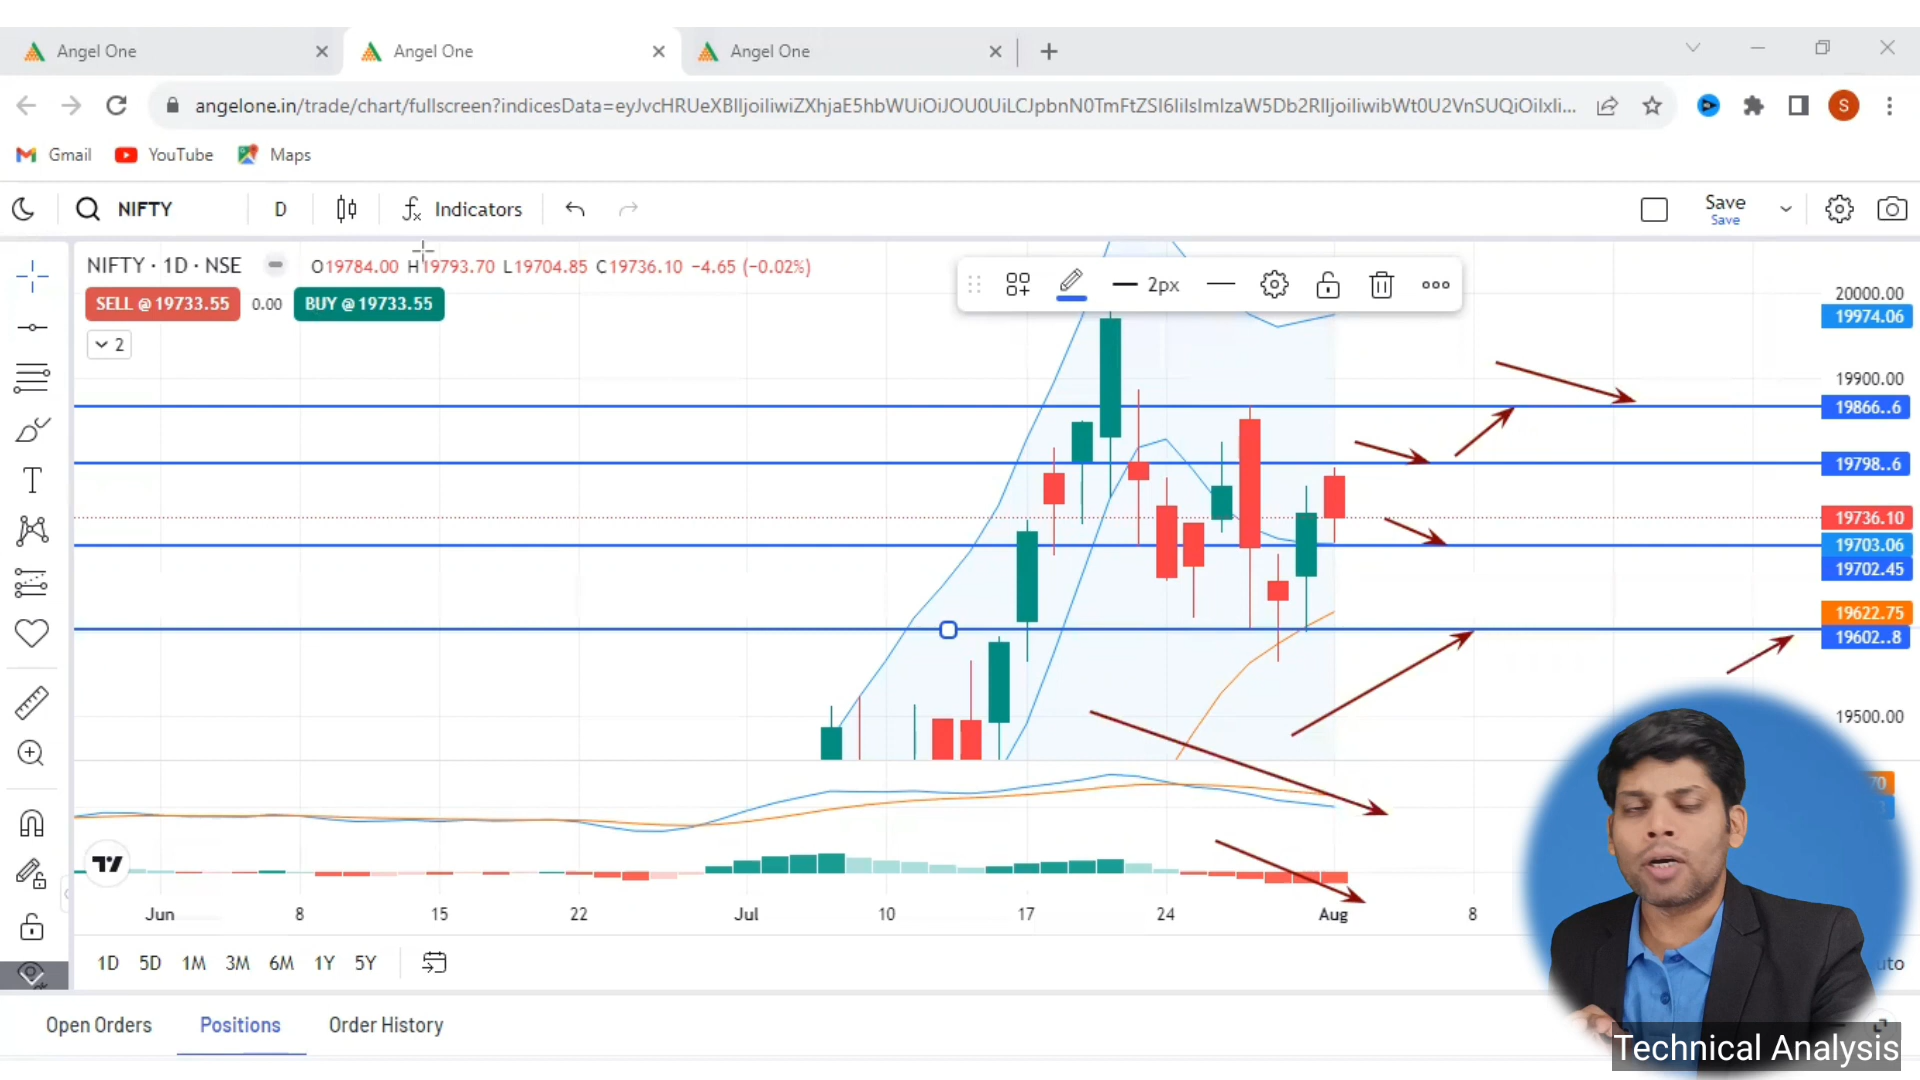 Angel One
Angel One
Angel One
angelone.in/trade/chart/fullscreen?indicesData=
S
Gmail YouTube Maps
NIFTY D Indicators Save
Save
NIFTY · 1D · NSE O19784.00 H19793.70 L19704.85 C19736.10 −4.65 (−0.02%)
SELL @ 19733.55 0.00 BUY @ 19733.55
2
2px
20000.00
19974.06
19900.00
19866..6
19798..6
19736.10
19703.06
19702.45
19622.75
19602..8
19500.00
Jun 8 15 22 Jul 10 17 24 Aug 8
1D 5D 1M 3M 6M 1Y 5Y
Open Orders Positions Order History
Technical Analysis